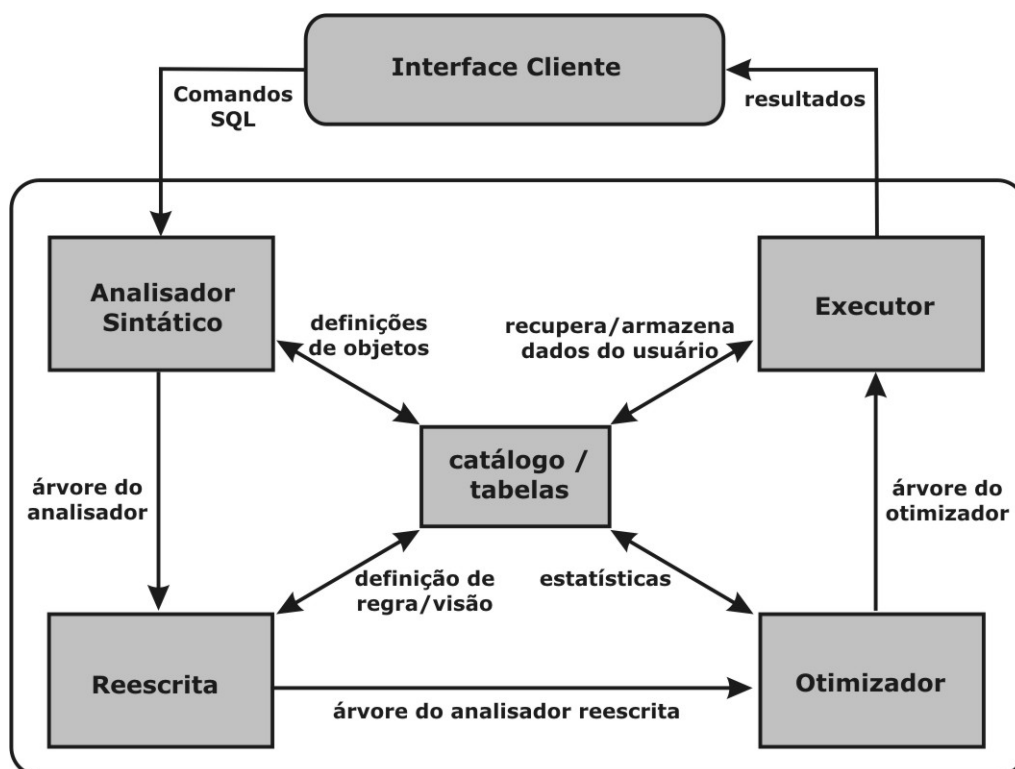 Interface Cliente
Comandos
SQL
resultados
Analisador
Sintático
Executor
definições
de objetos
recupera/armazena
dados do usuário
catálogo /
tabelas
árvore do
analisador
árvore do
otimizador
definição de
regra/visão
estatísticas
Reescrita
Otimizador
árvore do analisador reescrita